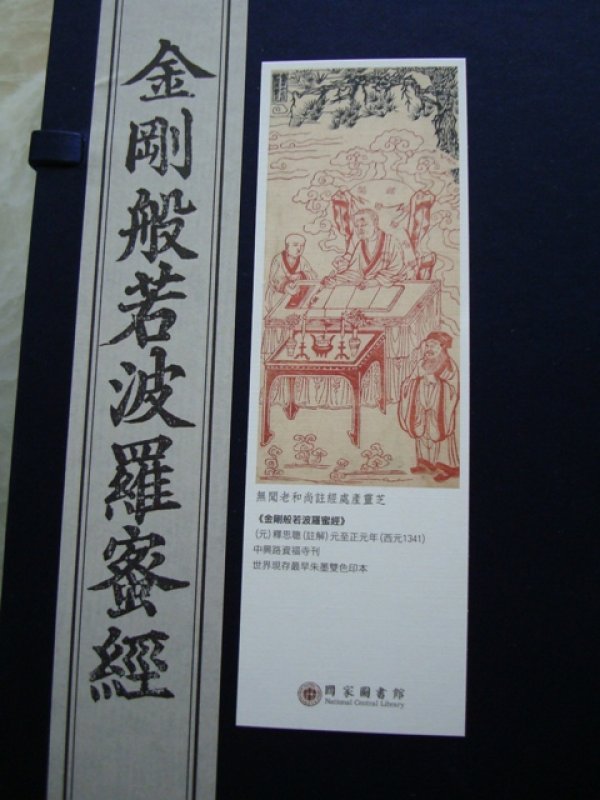 金剛般若波羅蜜經
無聞老和尚註經處產靈芝
《金剛般若波羅蜜經》
(元) 釋思聰 (註解) 元至正元年 (西元1341)
中興路資福寺刊
世界現存最早朱墨雙色印本
國家圖書館
National Central Library